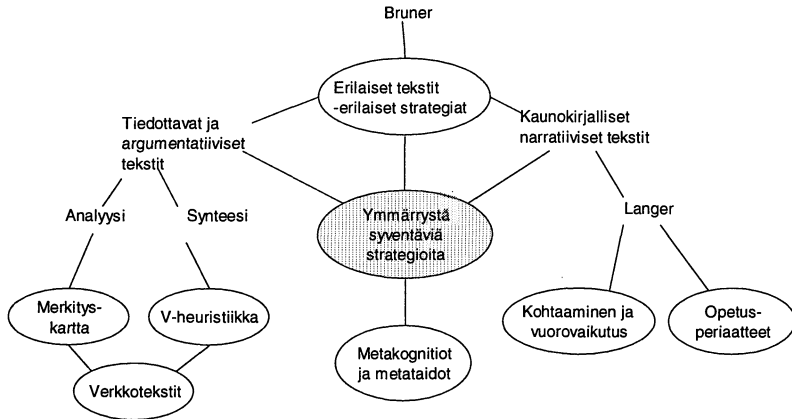 Bruner
Erilaiset tekstit
-erilaiset strategiat
Tiedottavat ja
argumentatiiviset
tekstit
Kaunokirjalliset
narratiiviset tekstit
Analyysi
Synteesi
Ymmärrystä
syventäviä
strategioita
Langer
Merkitys-
kartta
V-heuristiikka
Kohtaaminen ja
vuorovaikutus
Opetus-
periaatteet
Metakognitiot
ja metataidot
Verkkotekstit